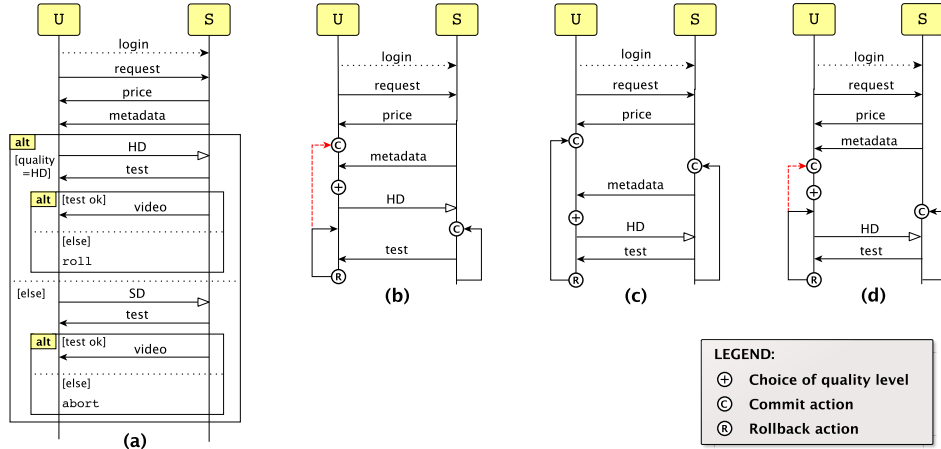 U
S
login
request
price
metadata
alt
[quality
=HD]
HD
test
alt
[test ok]
video
[else]
roll
[else]
SD
test
alt
[test ok]
video
[else]
abort
(a)
U
S
login
request
price
C
metadata
+
HD
C
test
R
(b)
U
S
login
request
price
C
C
metadata
+
HD
test
R
(c)
U
S
login
request
price
metadata
C
+
C
HD
test
R
(d)
LEGEND:
+ Choice of quality level
C Commit action
R Rollback action